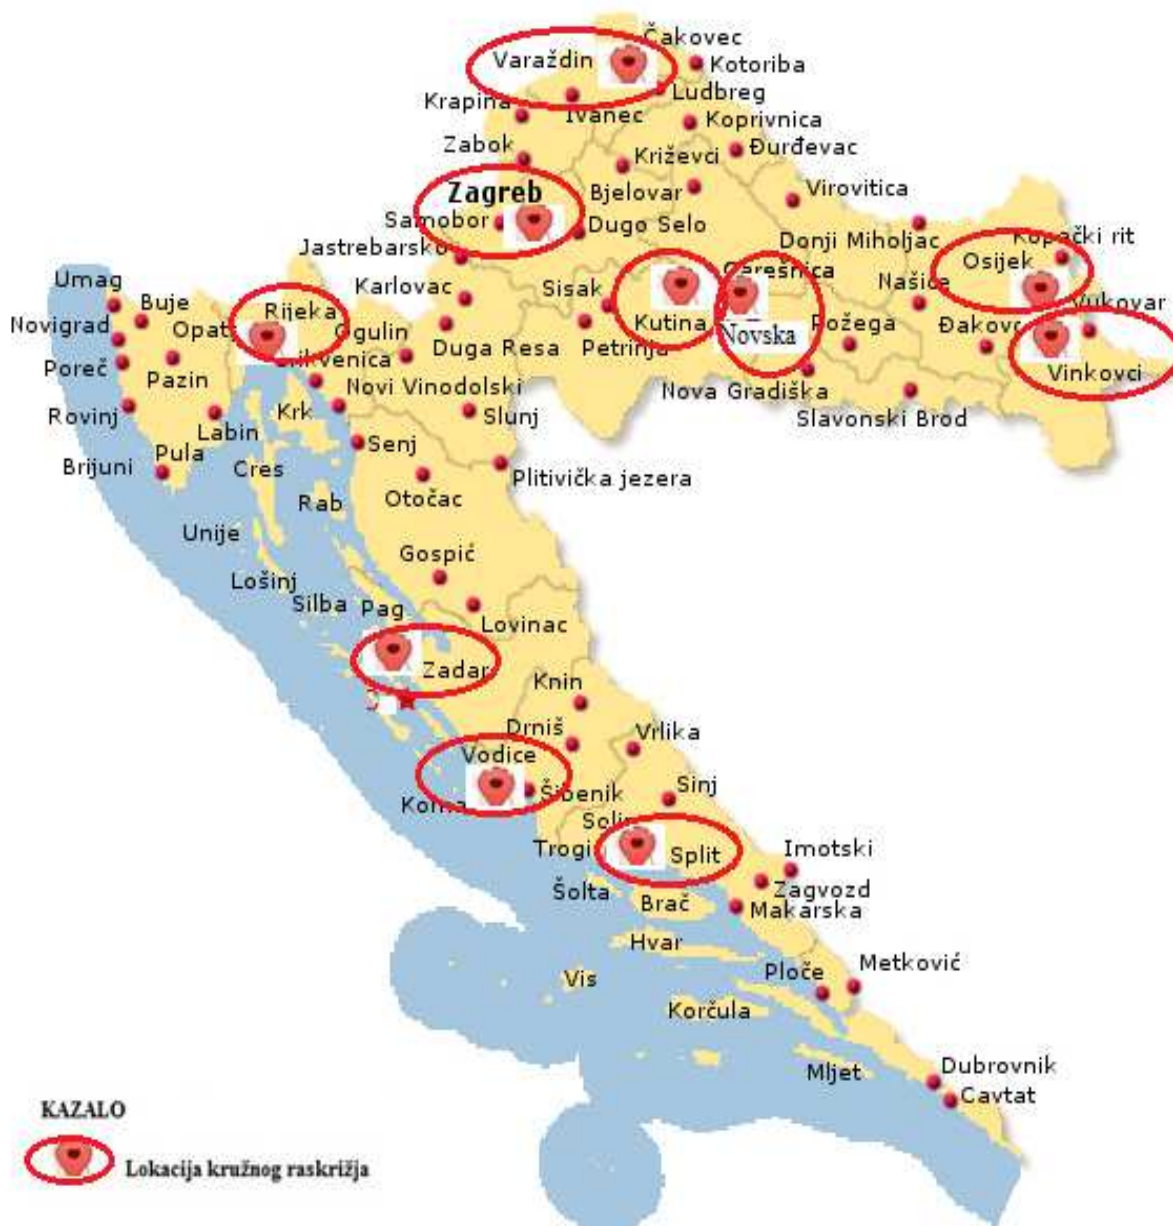 Čakovec
Varaždin
Kotoriba
Ludbreg
Krapina
Ivanec
Koprivnica
Zabok
Križevci
Đurđevac
Zagreb
Bjelovar
Virovitica
Samobor
Dugo Selo
Jastrebarsko
Donji Miholjac
Kopački rit
Osijek
Umag
Buje
Karlovac
Sisak
Našice
Vukovar
Rijeka
Novigrad
Ogulin
Kutina
Novska
Požega
Poreč
Duga Resa
Petrinja
Vinkovci
Pazin
Novi Vinodolski
Nova Gradiška
Rovinj
Krk
Slunj
Slavonski Brod
Labin
Pula
Senj
Brijuni
Cres
Plitivička jezera
Rab
Otočac
Unije
Gospić
Lošinj
Silba
Pag
Lovinac
Zadar
Knin
Drniš
Vrlika
Vodice
Šibenik
Sinj
Split
Imotski
Zagvozd
Šolta
Brač
Makarska
Hvar
Metković
Ploče
Vis
Korčula
Mljet
Dubrovnik
Cavtat
KAZALO
Lokacija kružnog raskrižja